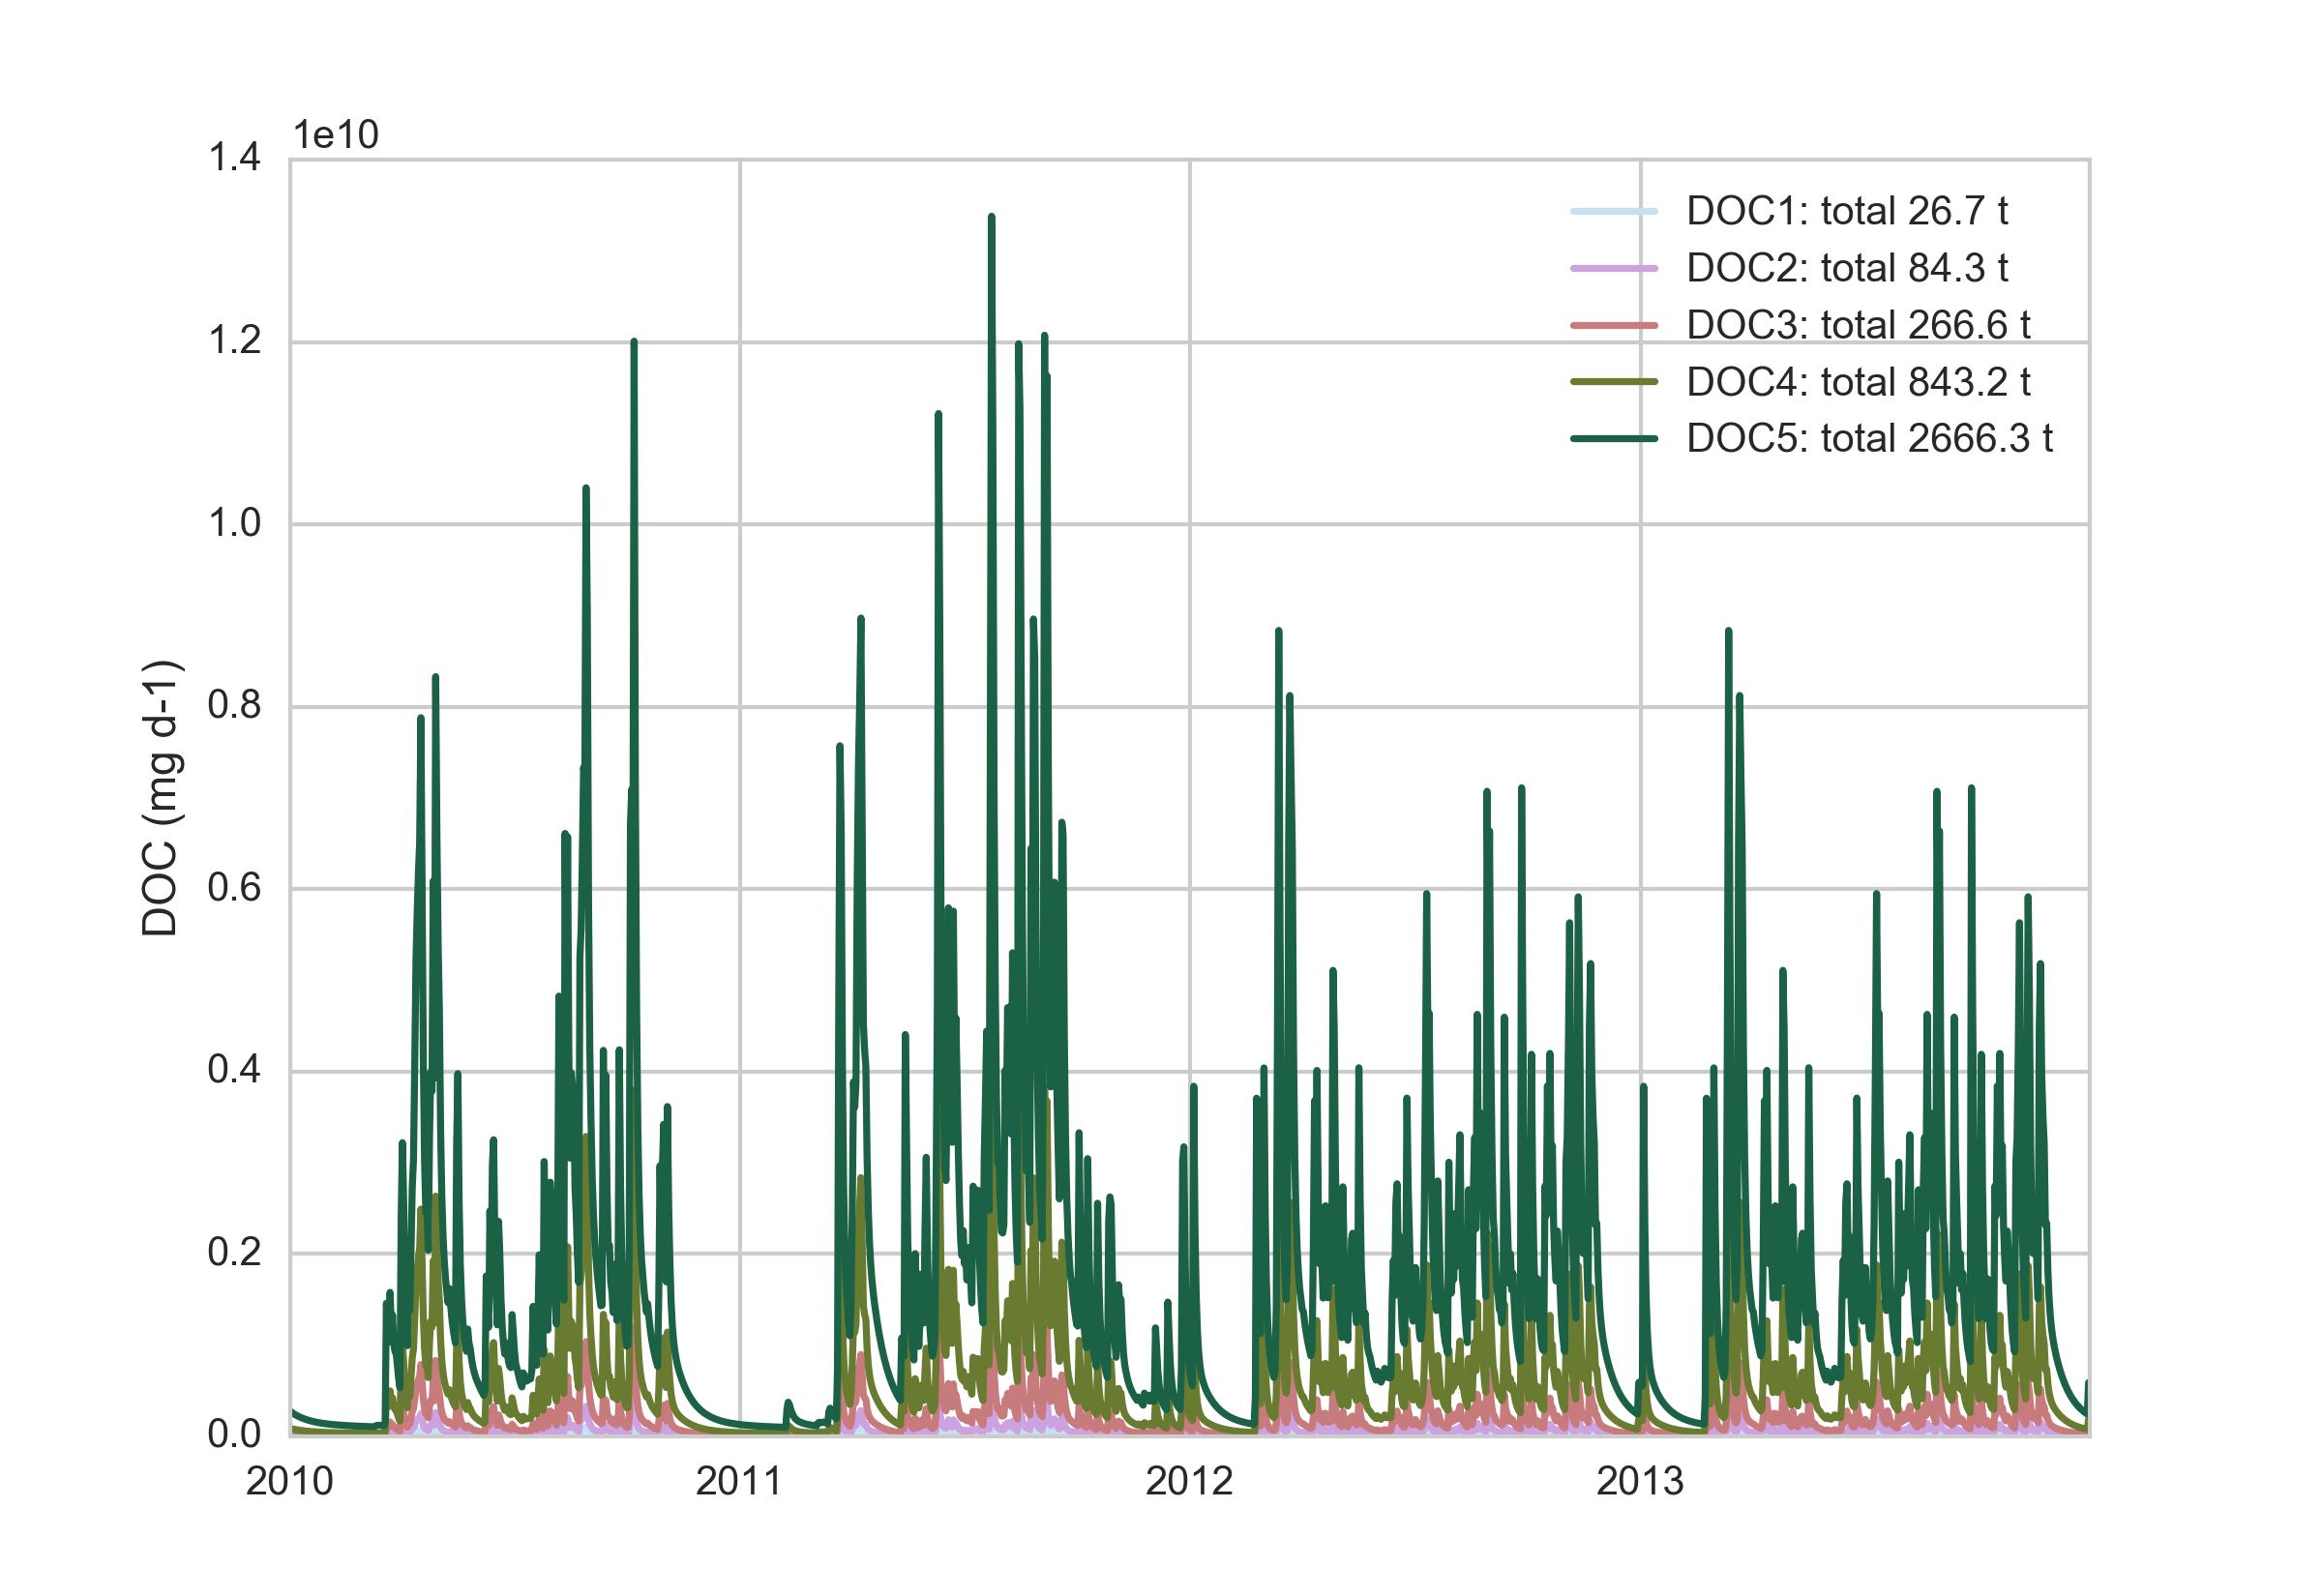 1e10
1.4
1.2
1.0
0.8
0.6
0.4
0.2
0.0
DOC (mg d-1)
DOC1: total 26.7 t
DOC2: total 84.3 t
DOC3: total 266.6 t
DOC4: total 843.2 t
DOC5: total 2666.3 t
2010
2011
2012
2013